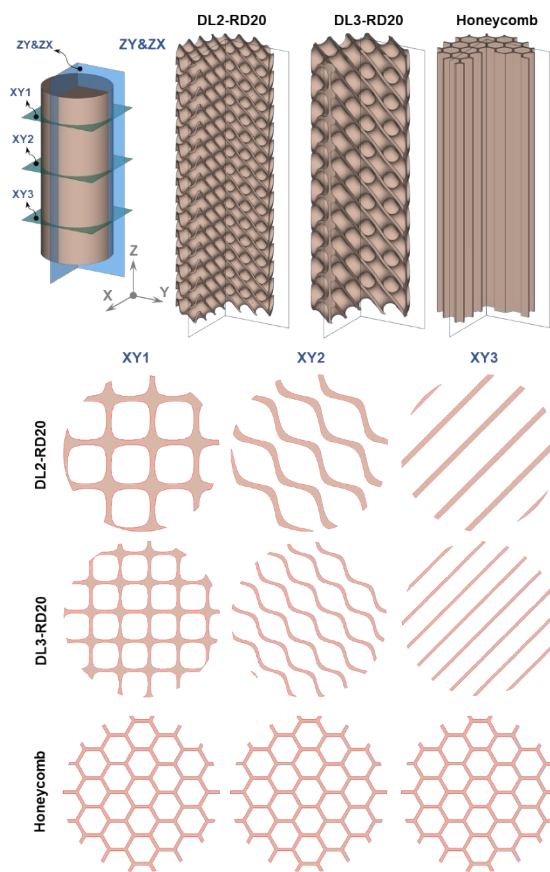 ZY&ZX
ZY&ZX
DL2-RD20
DL3-RD20
Honeycomb
XY1
XY2
XY3
Z
X
Y
XY1
XY2
XY3
DL2-RD20
DL3-RD20
Honeycomb